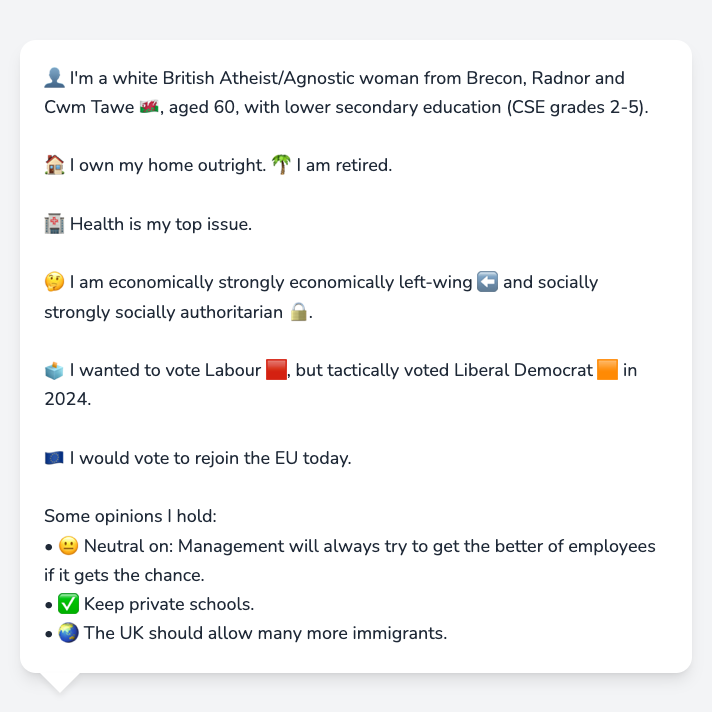 👤 I'm a white British Atheist/Agnostic woman from Brecon, Radnor and
Cwm Tawe 🏴󠁧󠁢󠁷󠁬󠁳󠁿, aged 60, with lower secondary education (CSE grades 2-5).
🏠 I own my home outright. 🌴 I am retired.
🏥 Health is my top issue.
🤔 I am economically strongly economically left-wing ⬅️ and socially
strongly socially authoritarian 🔒.
🗳️ I wanted to vote Labour 🟥, but tactically voted Liberal Democrat 🟧 in
2024.
🇪🇺 I would vote to rejoin the EU today.
Some opinions I hold:
• 😐 Neutral on: Management will always try to get the better of employees
if it gets the chance.
• ✅ Keep private schools.
• 🌏 The UK should allow many more immigrants.